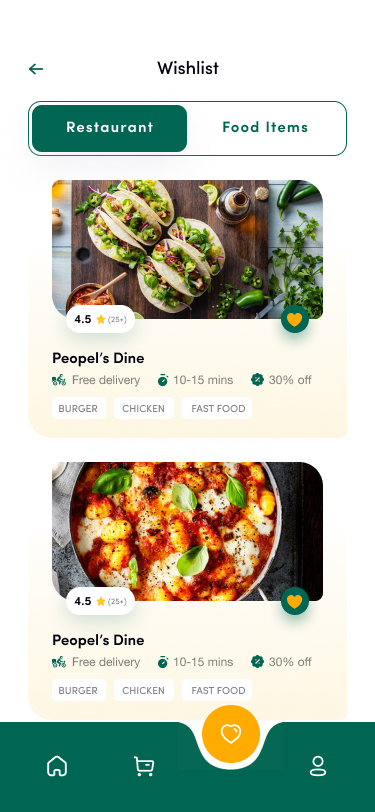 Wishlist
Restaurant
Food Items
4.5 (25+)
Peopel's Dine
Free delivery 10-15 mins 30% off
BURGER CHICKEN FAST FOOD
4.5 (25+)
Peopel's Dine
Free delivery 10-15 mins 30% off
BURGER CHICKEN FAST FOOD